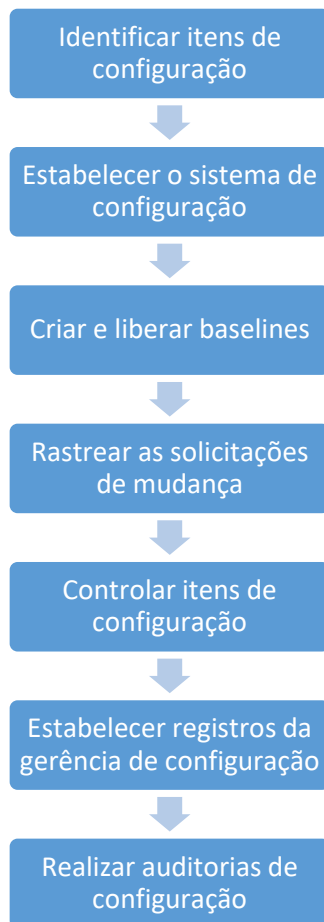 Identificar itens de
configuração
Estabelecer o sistema de
configuração
Criar e liberar baselines
Rastrear as solicitações
de mudança
Controlar itens de
configuração
Estabelecer registros da
gerência de configuração
Realizar auditorias de
configuração